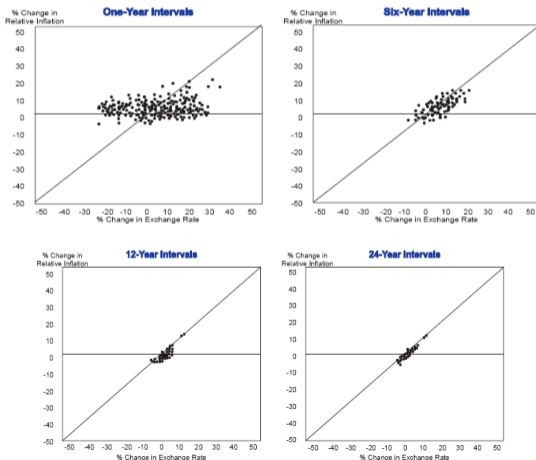 One-Year Intervals
% Change in
Relative Inflation
50
40
30
20
10
0
-10
-20
-30
-40
-50
-50 -40 -30 -20 -10 0 10 20 30 40 50
% Change in Exchange Rate
Six-Year Intervals
% Change in
Relative Inflation
50
40
30
20
10
0
-10
-20
-30
-40
-50
-50 -40 -30 -20 -10 0 10 20 30 40 50
% Change in Exchange Rate
12-Year Intervals
% Change in
Relative Inflation
50
40
30
20
10
0
-10
-20
-30
-40
-50
-50 -40 -30 -20 -10 0 10 20 30 40 50
% Change in Exchange Rate
24-Year Intervals
% Change in
Relative Inflation
50
40
30
20
10
0
-10
-20
-30
-40
-50
-50 -40 -30 -20 -10 0 10 20 30 40 50
% Change in Exchange Rate